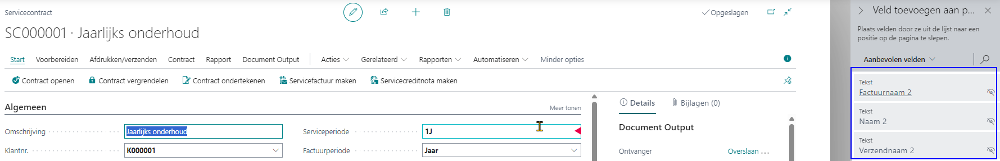 Servicecontract
Opgeslagen
SC000001 · Jaarlijks onderhoud
Start Voorbereiden Afdrukken/verzenden Contract Rapport Document Output Acties Gerelateerd Rapporten Automatiseren Minder opties
Contract openen Contract vergrendelen Contract ondertekenen Servicefactuur maken Servicecreditnota maken
Algemeen Meer tonen
Omschrijving Jaarlijks onderhoud Serviceperiode 1J
Klantnr. K000001 Factuurperiode Jaar
Details Bijlagen (0)
Document Output
Ontvanger Overslaan ...
Veld toevoegen aan p...
Plaats velden door ze uit de lijst naar een
positie op de pagina te slepen.
Aanbevolen velden
Tekst
Factuurnaam 2
Tekst
Naam 2
Tekst
Verzendnaam 2